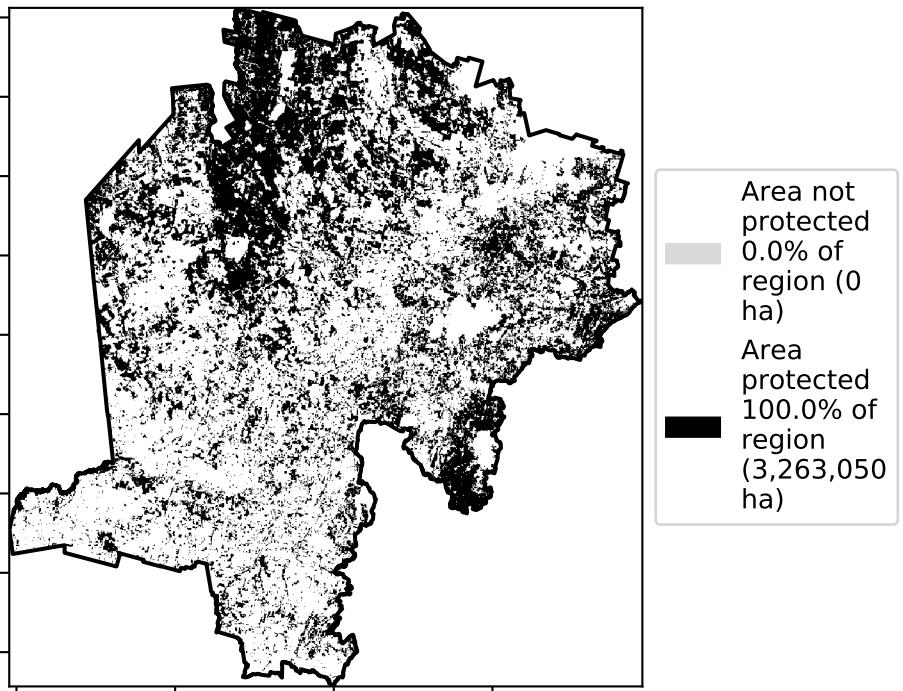 Area not
protected
0.0% of
region (0
ha)
Area
protected
100.0% of
region
(3,263,050
ha)